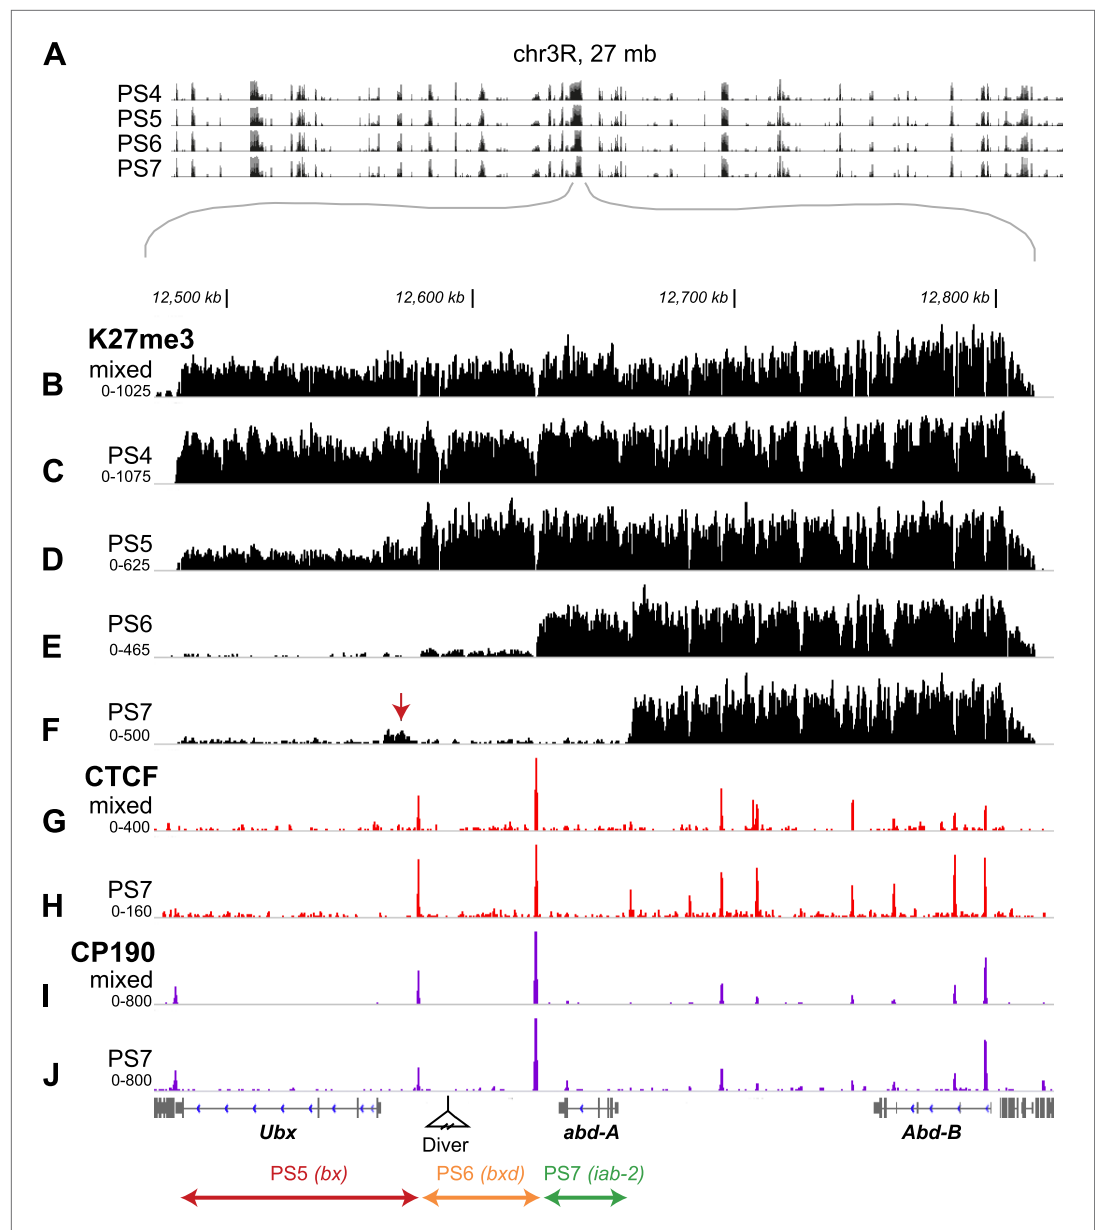 A
chr3R, 27 mb
PS4
PS5
PS6
PS7
12,500 kb
12,600 kb
12,700 kb
12,800 kb
K27me3
mixed
B
0-1025
PS4
C
0-1075
PS5
D
0-625
PS6
E
0-465
PS7
F
0-500
CTCF
mixed
G
0-400
PS7
H
0-160
CP190
mixed
I
0-800
PS7
J
0-800
Ubx
Diver
abd-A
Abd-B
PS5 (bx)
PS6 (bxd)
PS7 (iab-2)